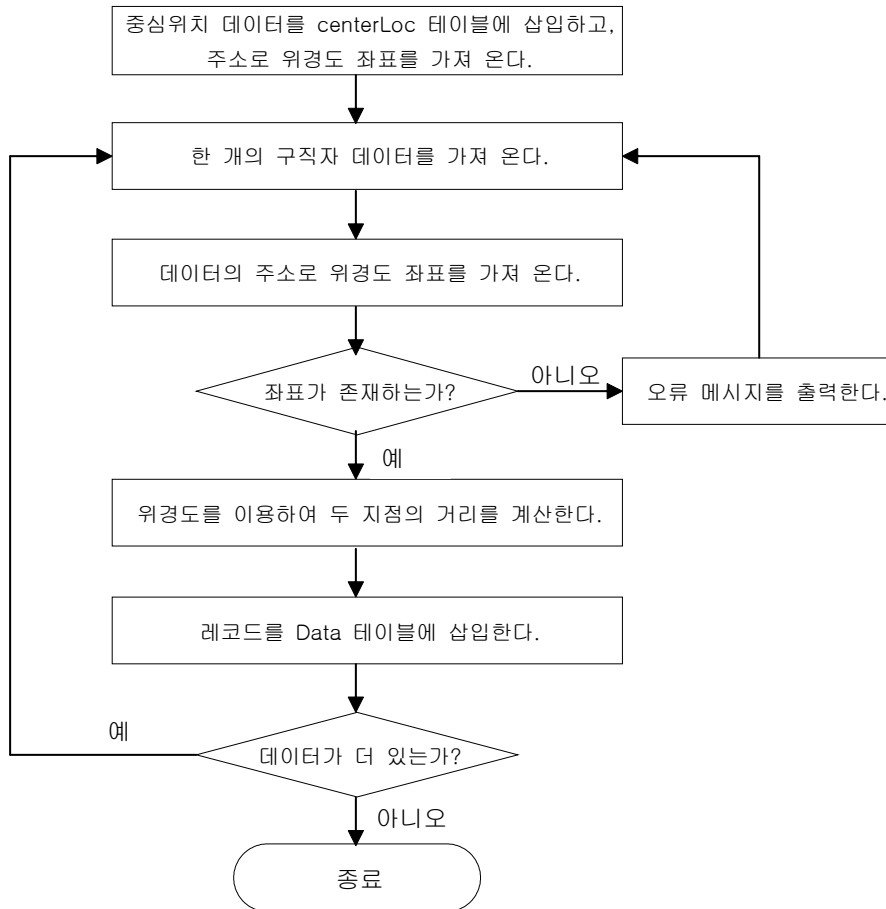 중심위치 데이터를 centerLoc 테이블에 삽입하고,
주소로 위경도 좌표를 가져 온다.
한 개의 구직자 데이터를 가져 온다.
데이터의 주소로 위경도 좌표를 가져 온다.
좌표가 존재하는가?
아니오
오류 메시지를 출력한다.
예
위경도를 이용하여 두 지점의 거리를 계산한다.
레코드를 Data 테이블에 삽입한다.
예
데이터가 더 있는가?
아니오
종료